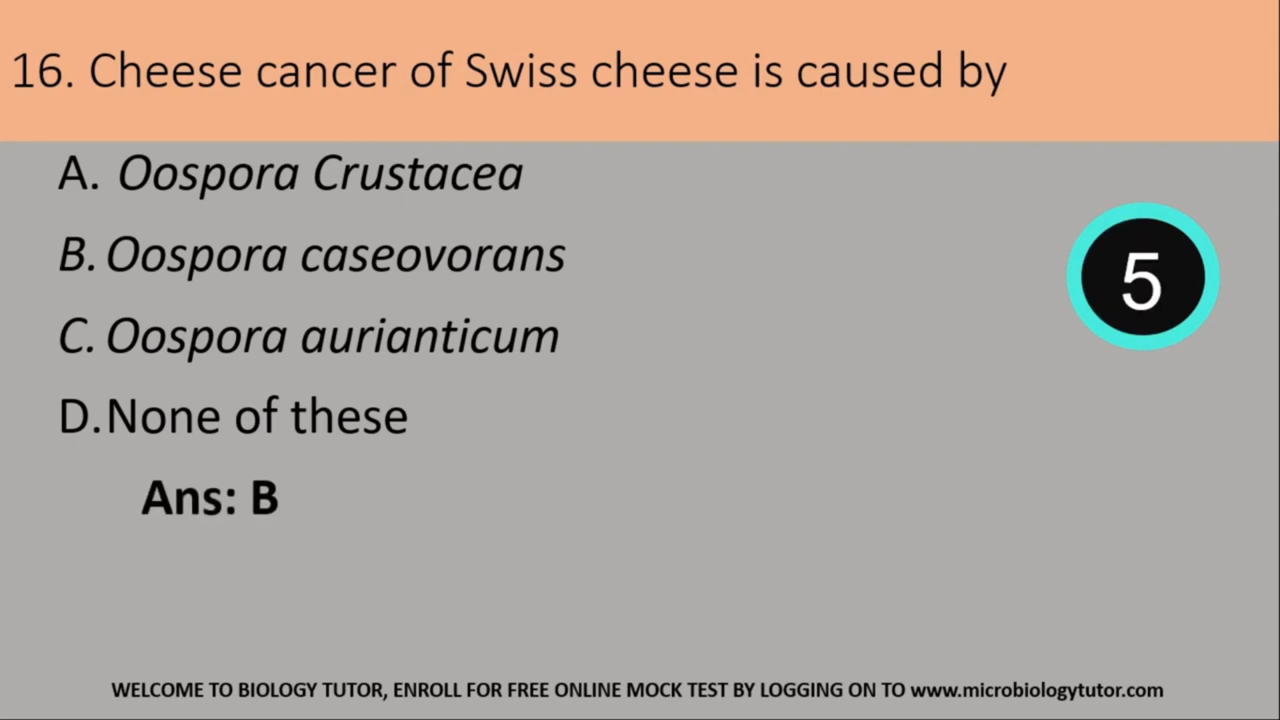 16. Cheese cancer of Swiss cheese is caused by
A. Oospora Crustacea
B. Oospora caseovorans
5
C. Oospora aurianticum
D. None of these
Ans: B
WELCOME TO BIOLOGY TUTOR, ENROLL FOR FREE ONLINE MOCK TEST BY LOGGING ON TO www.microbiologytutor.com